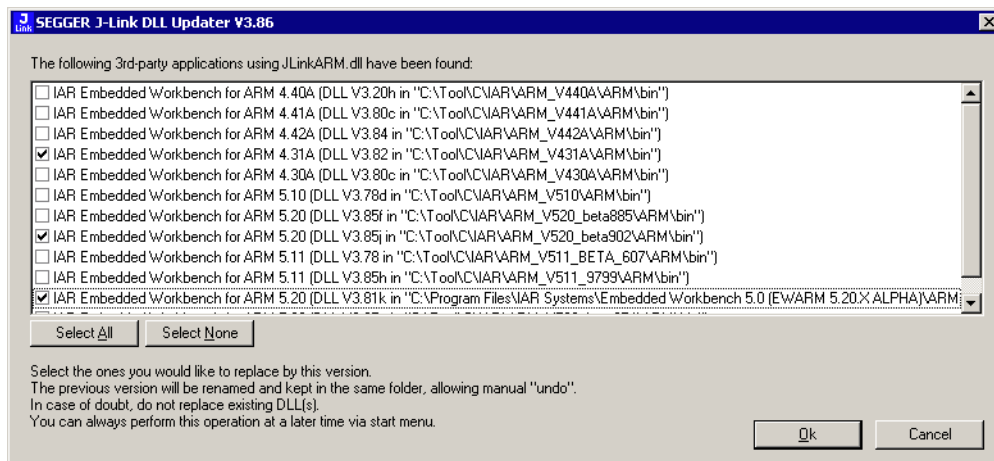 J Link SEGGER J-Link DLL Updater V3.86
The following 3rd-party applications using JLinkARM.dll have been found:
IAR Embedded Workbench for ARM 4.40A (DLL V3.20h in "C:\Tool\C\IAR\ARM_V440A\ARM\bin")
IAR Embedded Workbench for ARM 4.41A (DLL V3.80c in "C:\Tool\C\IAR\ARM_V441A\ARM\bin")
IAR Embedded Workbench for ARM 4.42A (DLL V3.84 in "C:\Tool\C\IAR\ARM_V442A\ARM\bin")
IAR Embedded Workbench for ARM 4.31A (DLL V3.82 in "C:\Tool\C\IAR\ARM_V431A\ARM\bin")
IAR Embedded Workbench for ARM 4.30A (DLL V3.80c in "C:\Tool\C\IAR\ARM_V430A\ARM\bin")
IAR Embedded Workbench for ARM 5.10 (DLL V3.78d in "C:\Tool\C\IAR\ARM_V510\ARM\bin")
IAR Embedded Workbench for ARM 5.20 (DLL V3.85f in "C:\Tool\C\IAR\ARM_V520_beta885\ARM\bin")
IAR Embedded Workbench for ARM 5.20 (DLL V3.85j in "C:\Tool\C\IAR\ARM_V520_beta902\ARM\bin")
IAR Embedded Workbench for ARM 5.11 (DLL V3.78 in "C:\Tool\C\IAR\ARM_V511_BETA_607\ARM\bin")
IAR Embedded Workbench for ARM 5.11 (DLL V3.85h in "C:\Tool\C\IAR\ARM_V511_9799\ARM\bin")
IAR Embedded Workbench for ARM 5.20 (DLL V3.81k in "C:\Program Files\IAR Systems\Embedded Workbench 5.0 (EWARM 5.20.X ALPHA)\ARM
Select All Select None
Select the ones you would like to replace by this version.
The previous version will be renamed and kept in the same folder, allowing manual "undo".
In case of doubt, do not replace existing DLL(s).
You can always perform this operation at a later time via start menu.
Ok Cancel